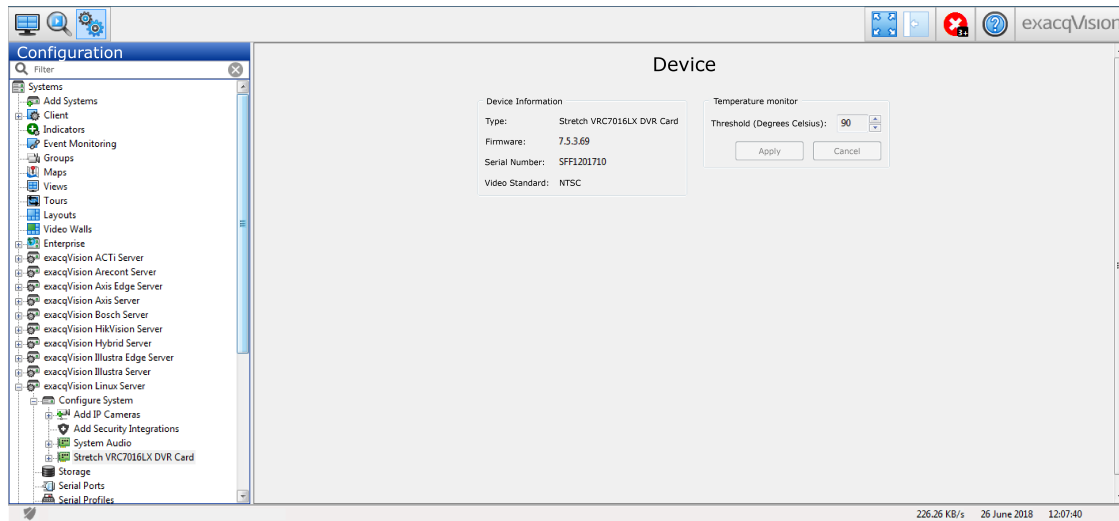 3+
exacqVision
Configuration
Filter
Systems
Add Systems
Client
Indicators
Event Monitoring
Groups
Maps
Views
Tours
Layouts
Video Walls
Enterprise
exacqVision ACTi Server
exacqVision Arecont Server
exacqVision Axis Edge Server
exacqVision Axis Server
exacqVision Bosch Server
exacqVision HikVision Server
exacqVision Hybrid Server
exacqVision Illustra Edge Server
exacqVision Illustra Server
exacqVision Linux Server
Configure System
Add IP Cameras
Add Security Integrations
System Audio
Stretch VRC7016LX DVR Card
Storage
Serial Ports
Serial Profiles
Device
Device Information
Type: Stretch VRC7016LX DVR Card
Firmware: 7.5.3.69
Serial Number: SFF1201710
Video Standard: NTSC
Temperature monitor
Threshold (Degrees Celsius): 90
Apply Cancel
226.26 KB/s 26 June 2018 12:07:40